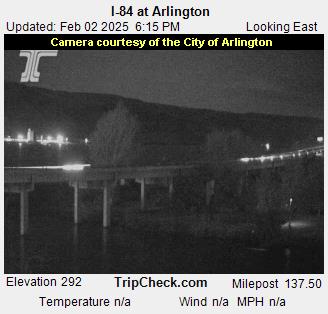 I-84 at Arlington
Updated: Feb 02 2025 6:15 PM Looking East
Camera courtesy of the City of Arlington
Elevation 292 TripCheck.com Milepost 137.50
Temperature n/a Wind n/a MPH n/a